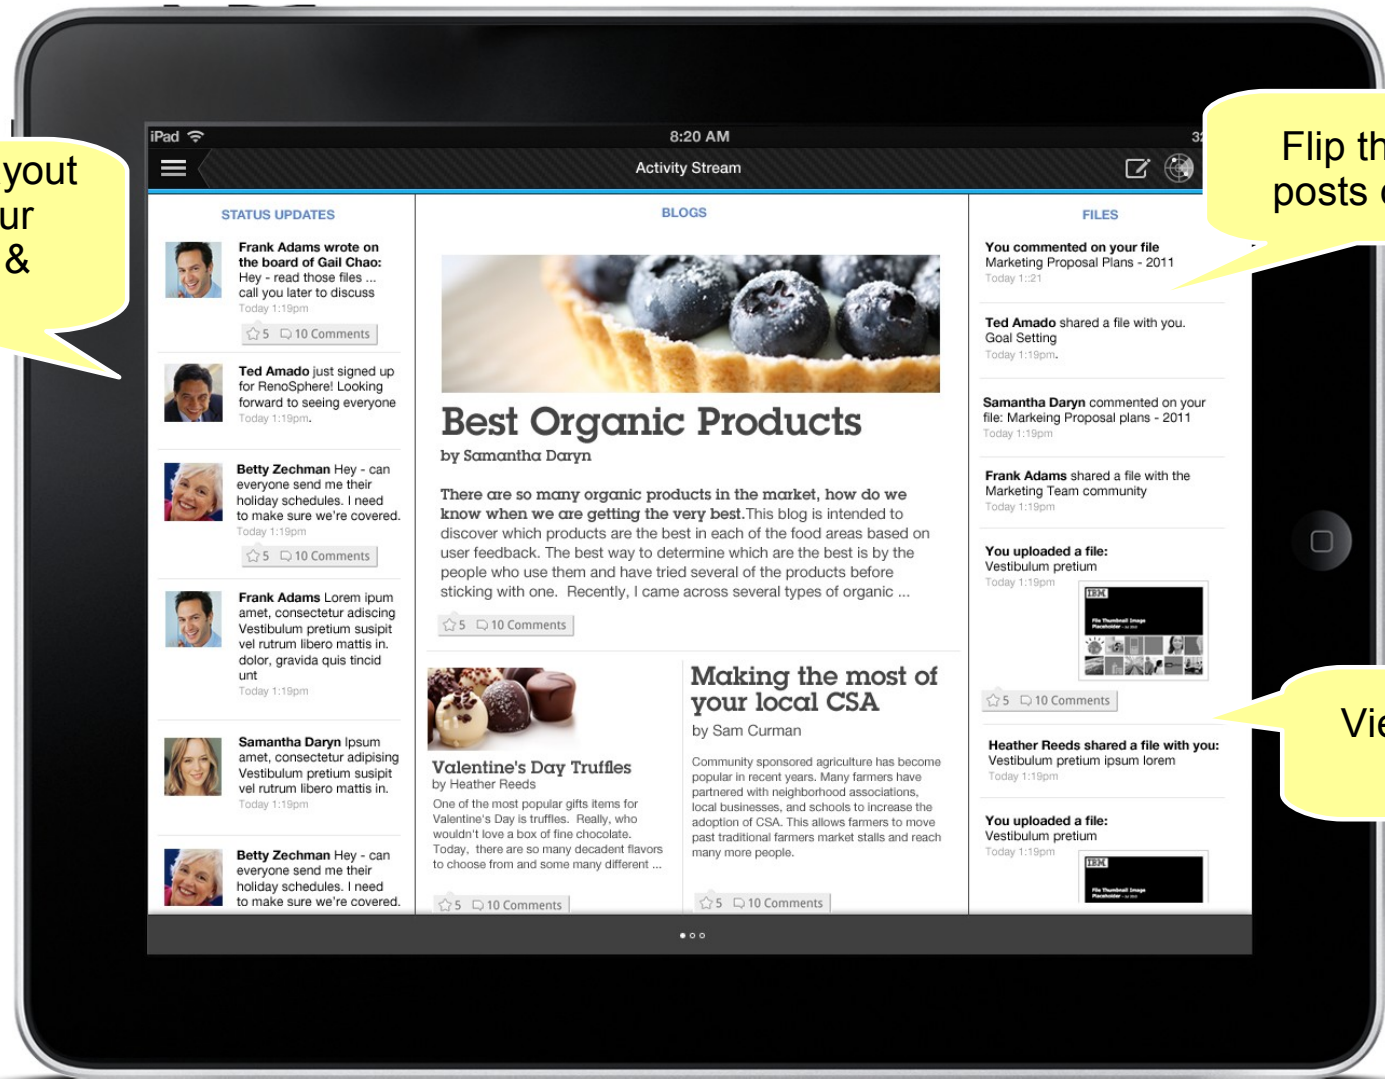 yout
ur
&
Flip th
posts
Vie
iPad
8:20 AM
Activity Stream
STATUS UPDATES
Frank Adams wrote on
the board of Gail Chao:
Hey - read those files ...
call you later to discuss
Today 1:19pm
5 10 Comments
Ted Amado just signed up
for RenoSphere! Looking
forward to seeing everyone
Today 1:19pm.
Betty Zechman Hey - can
everyone send me their
holiday schedules. I need
to make sure we're covered.
Today 1:19pm
5 10 Comments
Frank Adams Lorem ipum
amet, consectetur adiscing
Vestibulum pretium susipit
vel rutrum libero mattis in.
dolor, gravida quis tincid
unt
Today 1:19pm
Samantha Daryn Ipsum
amet, consectetur adipising
Vestibulum pretium susipit
vel rutrum libero mattis in.
Today 1:19pm
Betty Zechman Hey - can
everyone send me their
holiday schedules. I need
to make sure we're covered.
BLOGS
Best Organic Products
by Samantha Daryn
There are so many organic products in the market, how do we
know when we are getting the very best.This blog is intended to
discover which products are the best in each of the food areas based on
user feedback. The best way to determine which are the best is by the
people who use them and have tried several of the products before
sticking with one. Recently, I came across several types of organic ...
5 10 Comments
Valentine's Day Truffles
by Heather Reeds
One of the most popular gifts items for
Valentine's Day is truffles. Really, who
wouldn't love a box of fine chocolate.
Today, there are so many decadent flavors
to choose from and some many different ...
5 10 Comments
Making the most of
your local CSA
by Sam Curman
Community sponsored agriculture has become
popular in recent years. Many farmers have
partnered with neighborhood associations,
local businesses, and schools to increase the
adoption of CSA. This allows farmers to move
past traditional farmers market stalls and reach
many more people.
5 10 Comments
FILES
You commented on your file
Marketing Proposal Plans - 2011
Today 1::21
Ted Amado shared a file with you.
Goal Setting
Today 1:19pm.
Samantha Daryn commented on your
file: Markeing Proposal plans - 2011
Today 1:19pm
Frank Adams shared a file with the
Marketing Team community
Today 1:19pm
You uploaded a file:
Vestibulum pretium
Today 1:19pm
IBM
File Thumbnail Image
Placeholder
5 10 Comments
Heather Reeds shared a file with you:
Vestibulum pretium ipsum lorem
Today 1:19pm
You uploaded a file:
Vestibulum pretium
Today 1:19pm
IBM
File Thumbnail Image
Placeholder